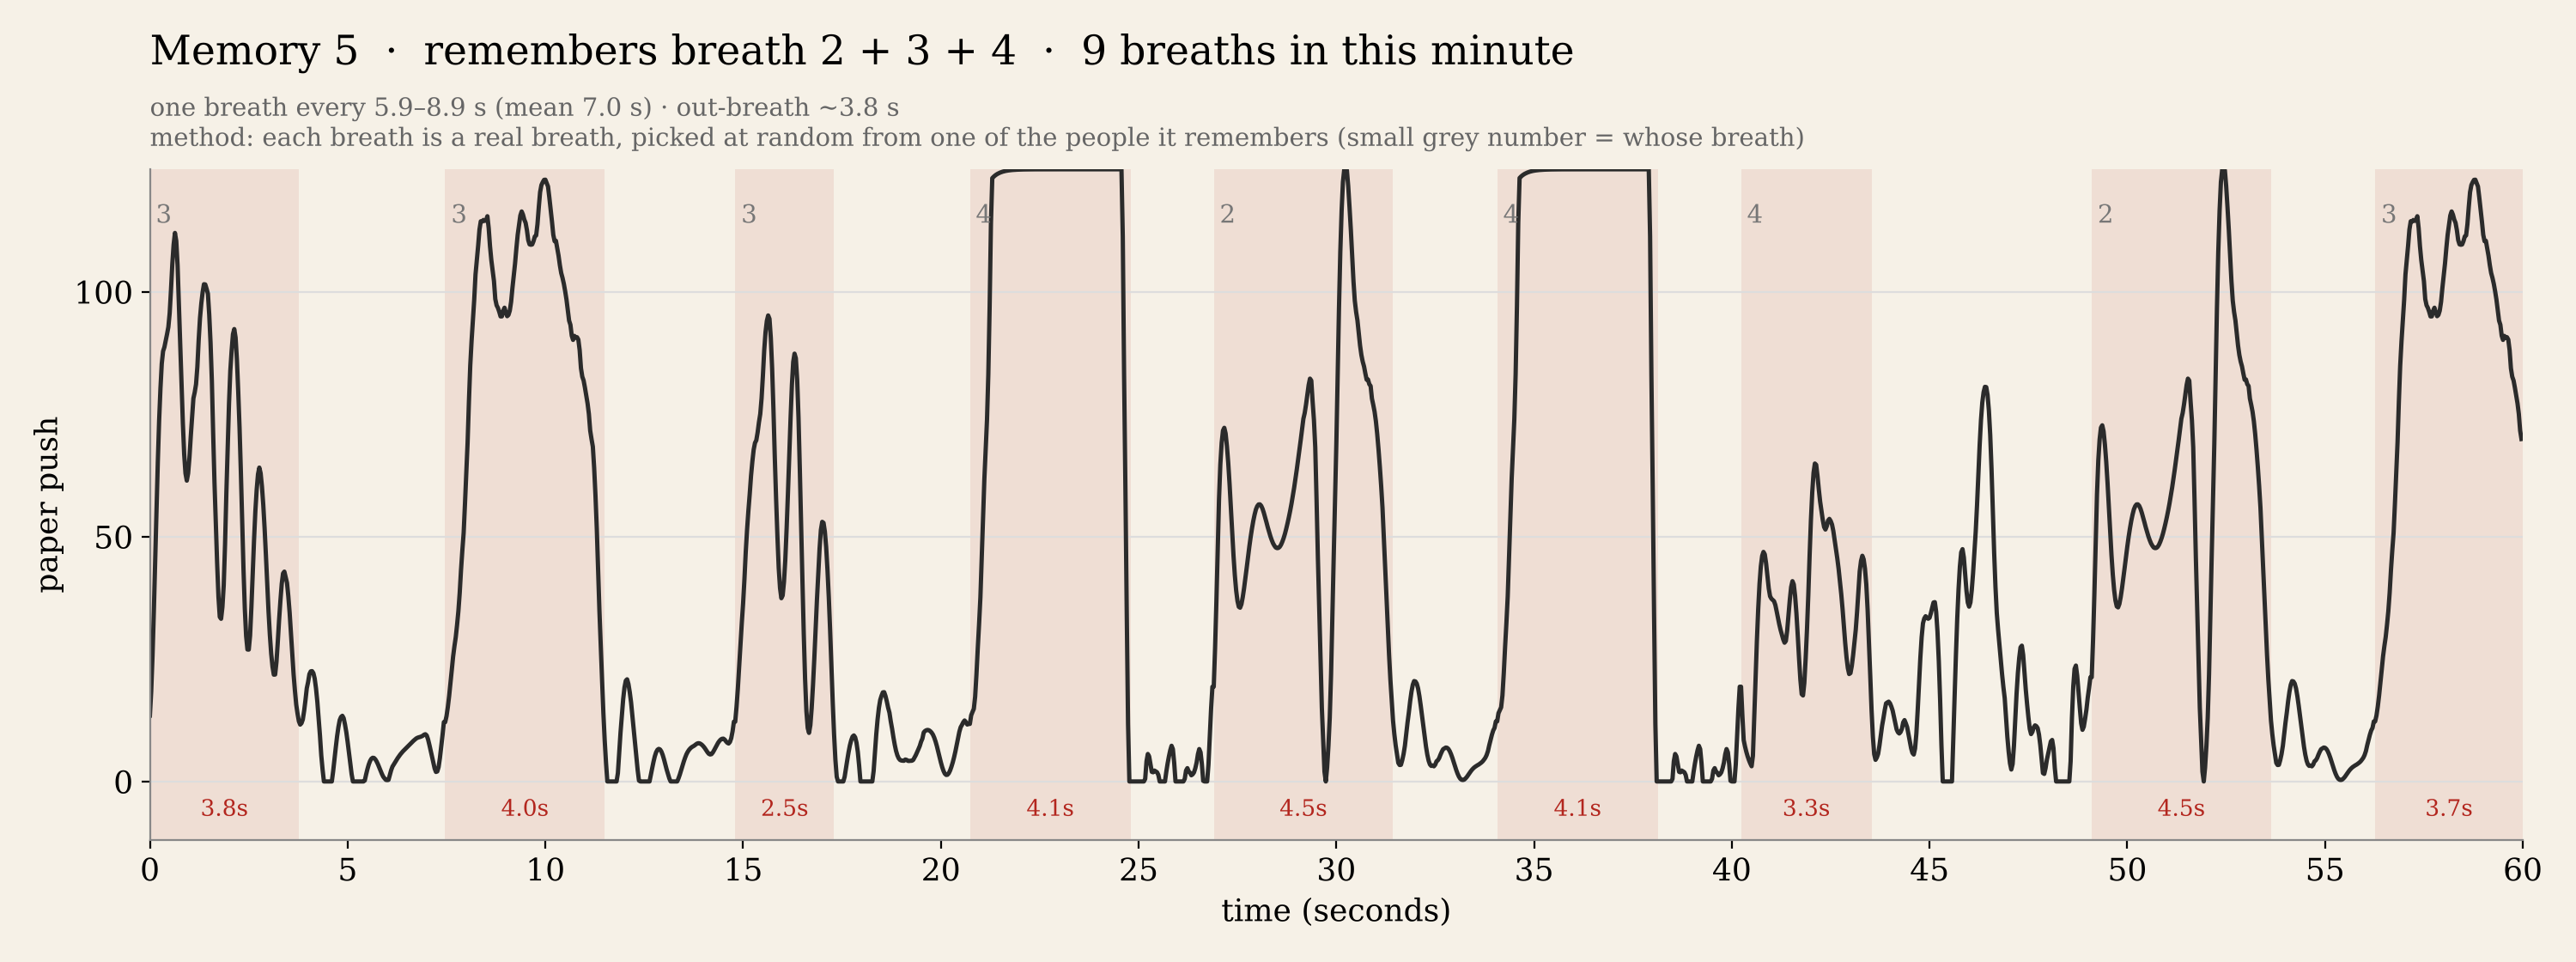 Memory 5 · remembers breath 2 + 3 + 4 · 9 breaths in this minute
one breath every 5.9–8.9 s (mean 7.0 s) · out-breath ~3.8 s
method: each breath is a real breath, picked at random from one of the people it remembers (small grey number = whose breath)
3 3 3 4 2 4 4 2 3
100
50
0
paper push
3.8s 4.0s 2.5s 4.1s 4.5s 4.1s 3.3s 4.5s 3.7s
0 5 10 15 20 25 30 35 40 45 50 55 60
time (seconds)